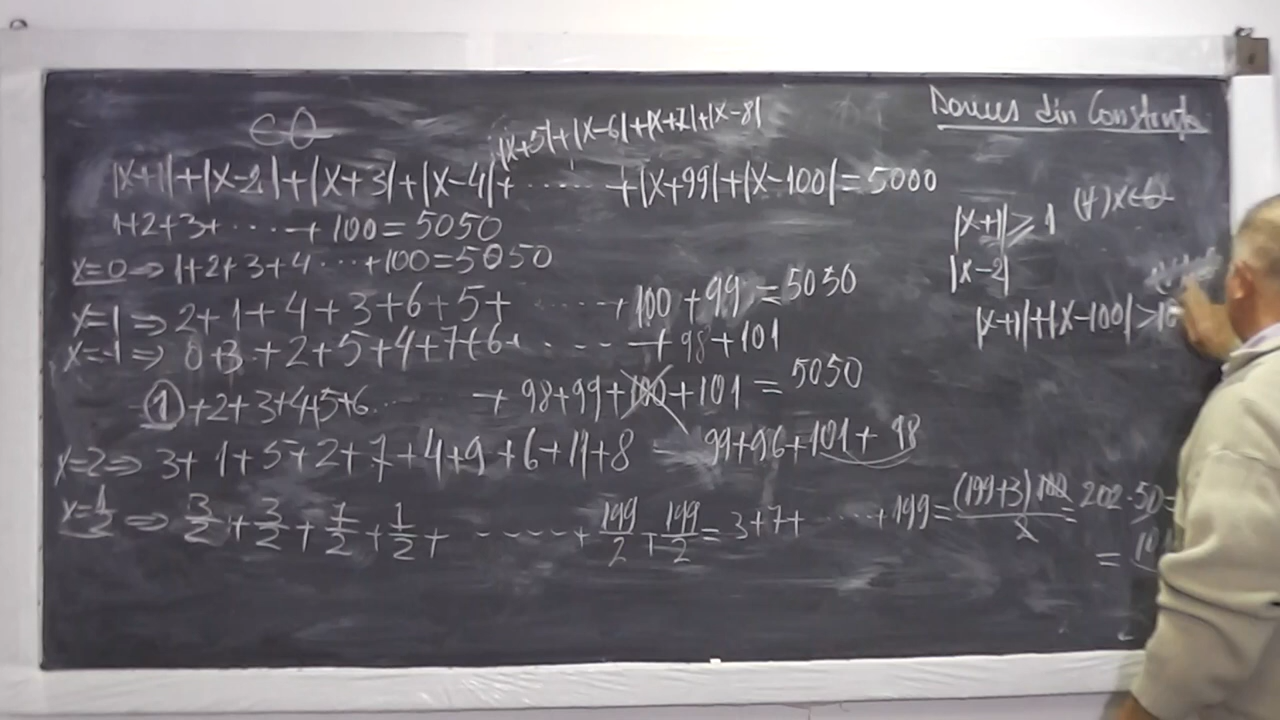 |x+5|+|x-6|+|x+7|+|x-8|
|x+1|+|x-2|+|x+3|+|x-4|+ ...... +|x+99|+|x-100|=5000
1+2+3+ ..... + 100=5050
x=0 ⇒ 1+2+3+4 ...+100=5050
x=1 ⇒ 2+1+4+3+6+5+ ..... +100+99=5050
x=-1 ⇒ 0+3+2+5+4+7+6+ .... +98+101
1+2+3+4+5+6 ..... +98+99+100+101=5050
x=2 ⇒ 3+1+5+2+7+4+9+6+11+8 - 99+96+101+98
x=1/2 ⇒ 3/2+3/2+7/2+1/2+ ----- +199/2+199/2=3+7+ .....+199=(199+3)100/2=202·50=
=
din Constanța
|x+1|≥1 (∀)x
|x-2|
|x+1|+|x-100|>